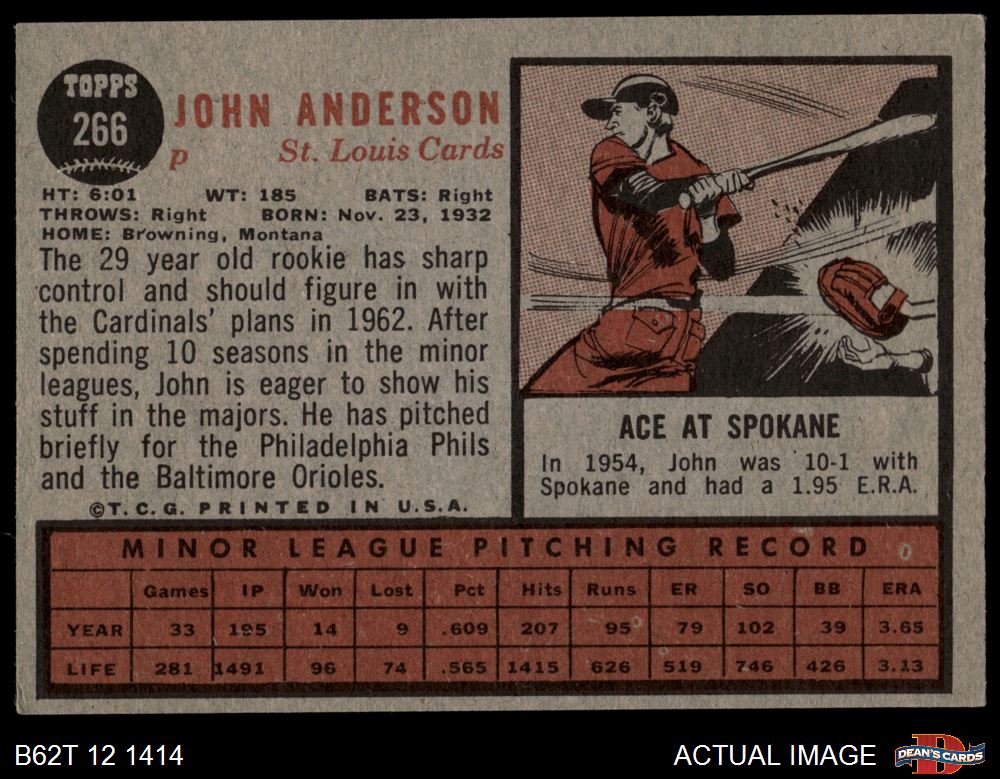 TOPPS
266
JOHN ANDERSON
p St. Louis Cards
HT: 6:01 WT: 185 BATS: Right
THROWS: Right BORN: Nov. 23, 1932
HOME: Browning, Montana
The 29 year old rookie has sharp
control and should figure in with
the Cardinals' plans in 1962. After
spending 10 seasons in the minor
leagues, John is eager to show his
stuff in the majors. He has pitched
briefly for the Philadelphia Phils
and the Baltimore Orioles.
©T.C.G. PRINTED IN U.S.A.
ACE AT SPOKANE
In 1954, John was 10-1 with
Spokane and had a 1.95 E.R.A.
MINOR LEAGUE PITCHING RECORD
Games IP Won Lost Pct Hits Runs ER SO BB ERA
YEAR 33 195 14 9 .609 207 95 79 102 39 3.65
LIFE 281 1491 96 74 .565 1415 626 519 746 426 3.13
B62T 12 1414 ACTUAL IMAGE
DEAN'S CARDS